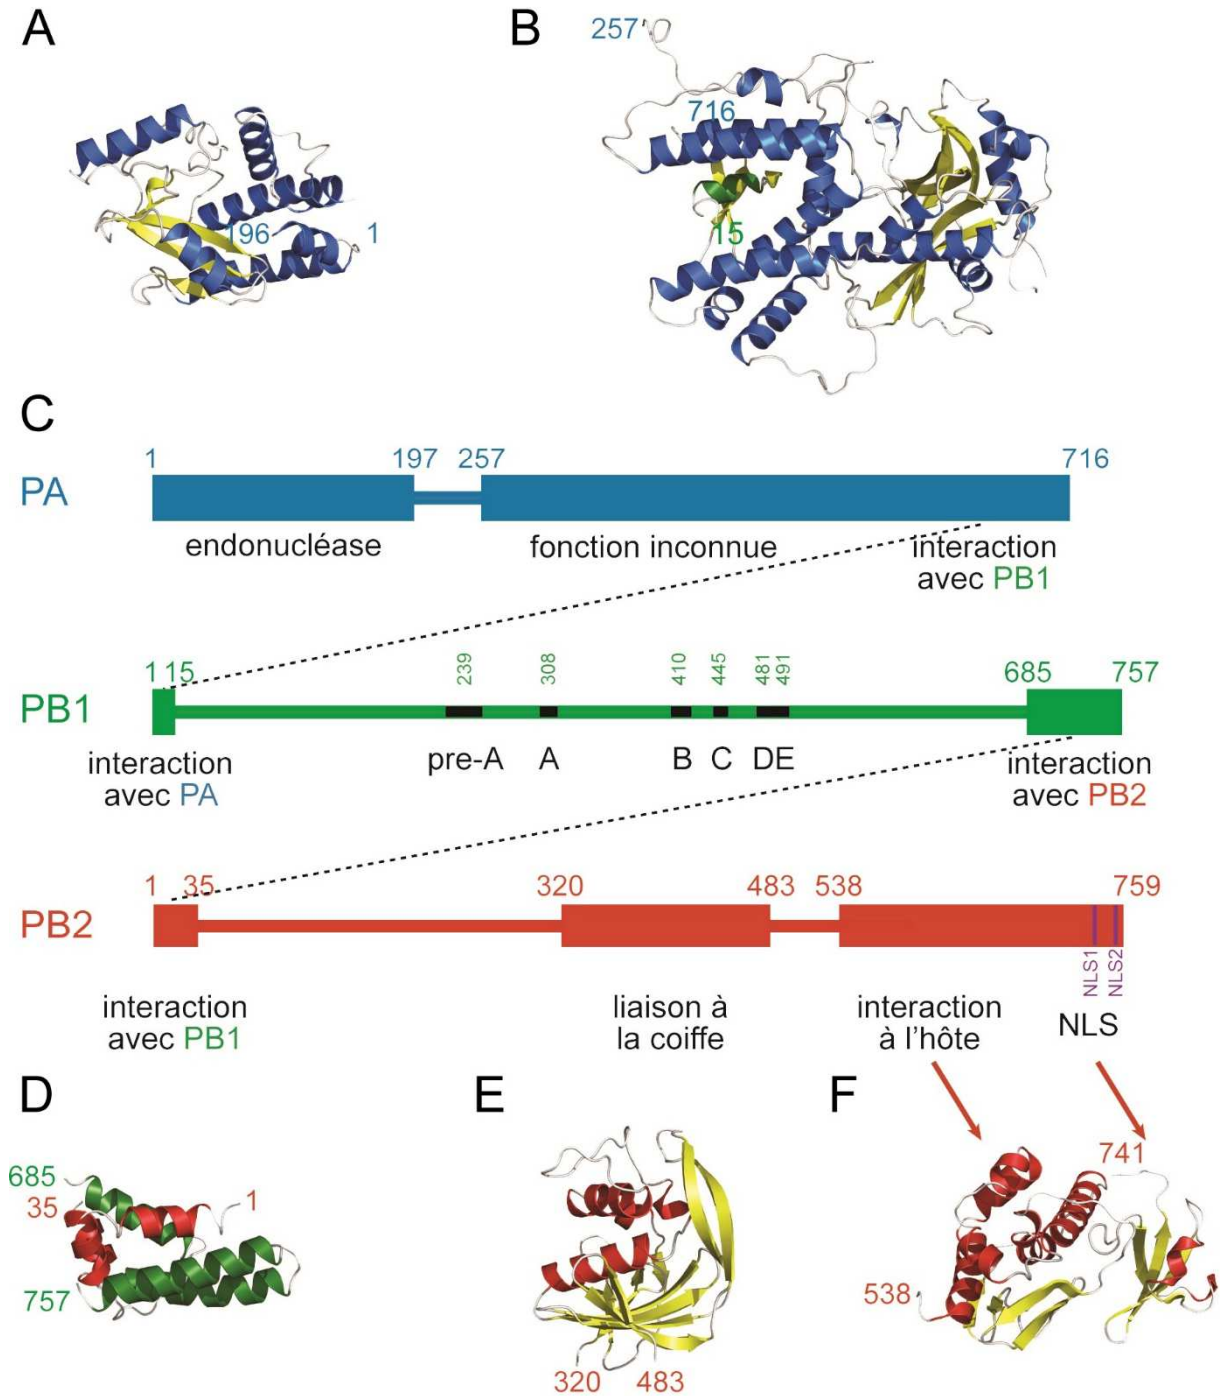 A
B
257
716
15
196
1
C
1 197 257 716
PA
endonucléase
fonction inconnue
interaction
avec PB1
1 15 239 308 410 445 481 491 685 757
PB1
interaction
avec PA
pre-A A B C DE
interaction
avec PB2
1 35 320 483 538 759
PB2
NLS1 NLS2
interaction
avec PB1
liaison à
la coiffe
interaction
à l'hôte
NLS
D
E
F
685
35
1
757
320 483
741
538